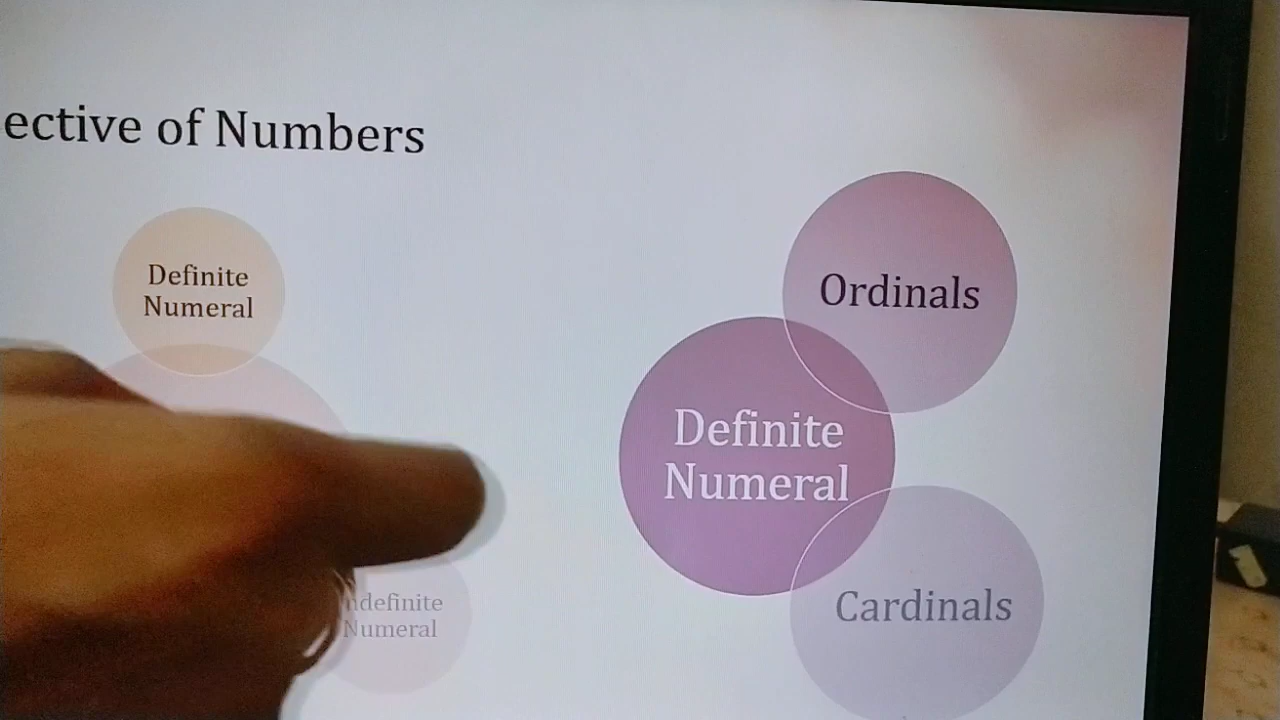 ective of Numbers
Definite
Numeral
ndefinite
Numeral
Ordinals
Definite
Numeral
Cardinals